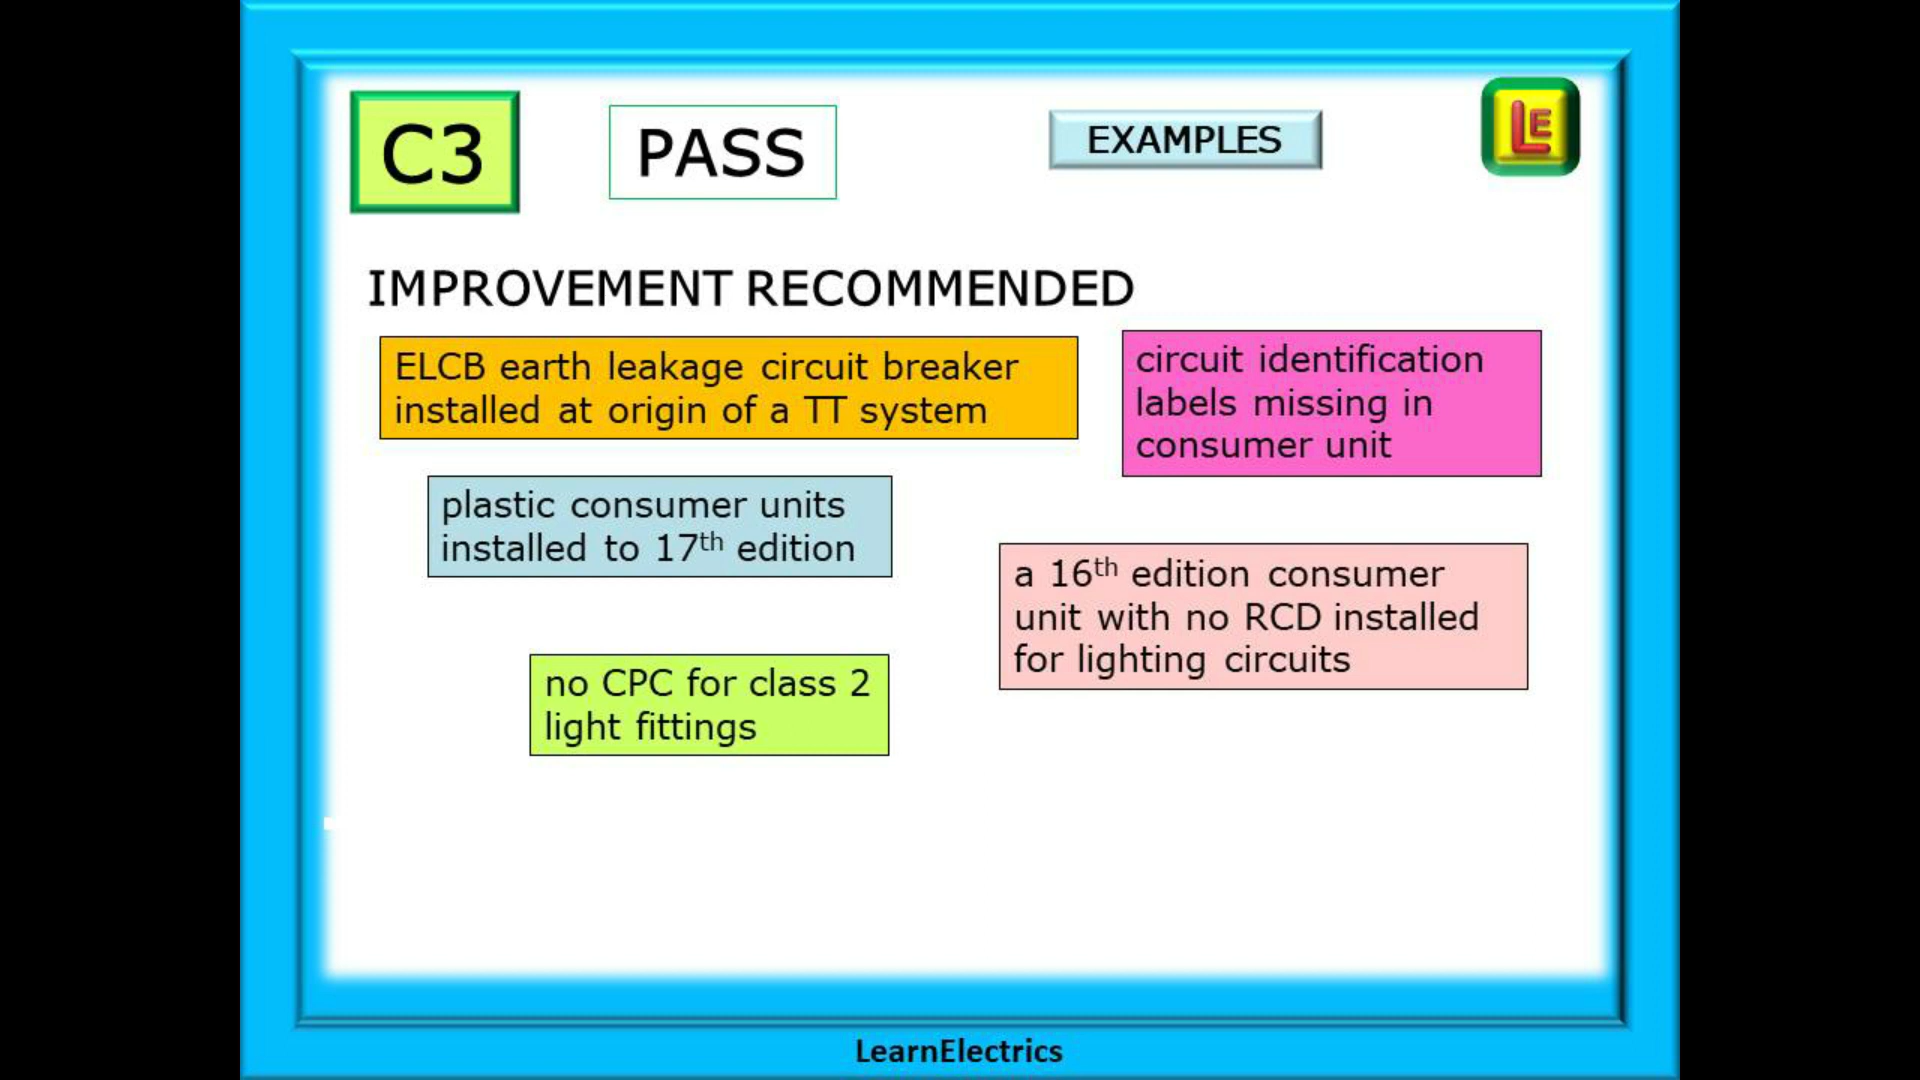 C3
PASS
EXAMPLES
LE
IMPROVEMENT RECOMMENDED
ELCB earth leakage circuit breaker
installed at origin of a TT system
circuit identification
labels missing in
consumer unit
plastic consumer units
installed to 17th edition
a 16th edition consumer
unit with no RCD installed
for lighting circuits
no CPC for class 2
light fittings
LearnElectrics